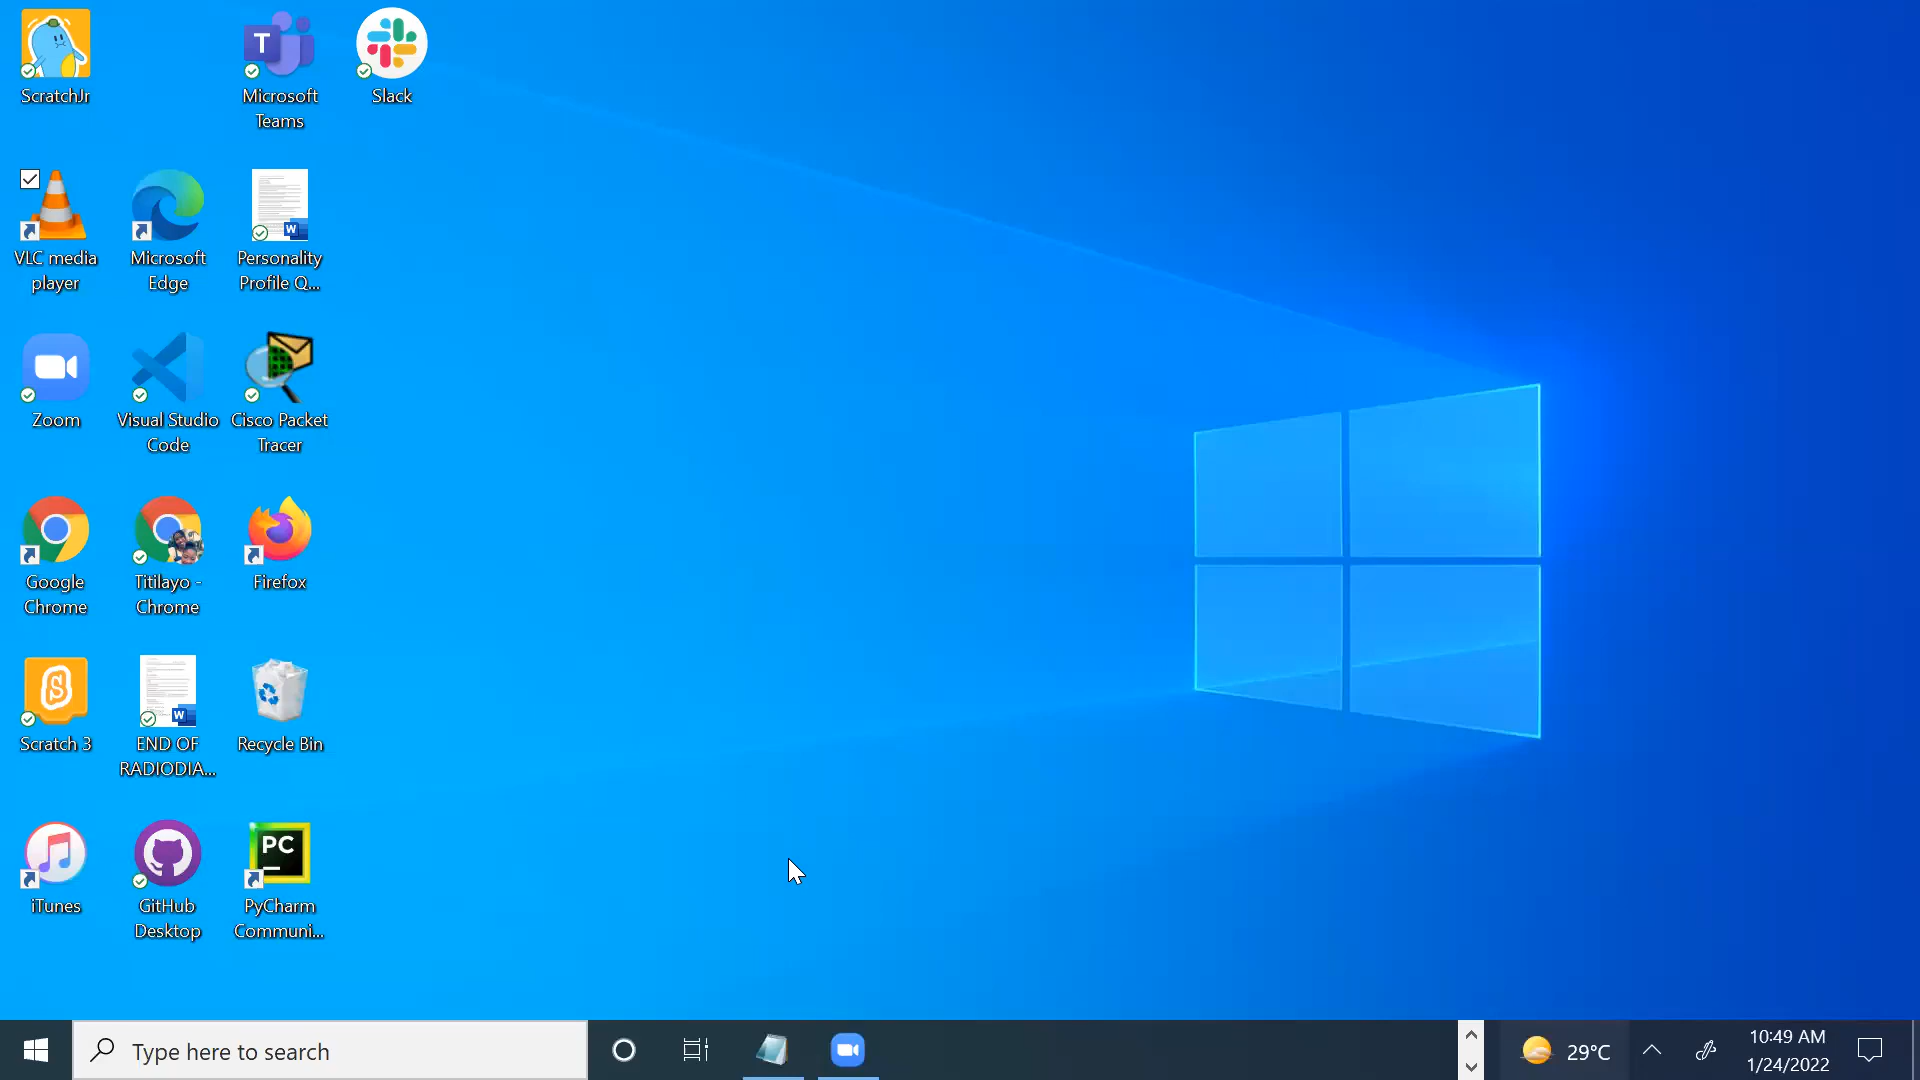 ScratchJr
Microsoft
Teams
Slack
VLC media
player
Microsoft
Edge
Personality
Profile Q...
Zoom
Visual Studio
Code
Cisco Packet
Tracer
Google
Chrome
Titilayo -
Chrome
Firefox
Scratch 3
END OF
RADIODIA...
Recycle Bin
iTunes
GitHub
Desktop
PC
PyCharm
Communi...
Type here to search
29°C
10:49 AM
1/24/2022